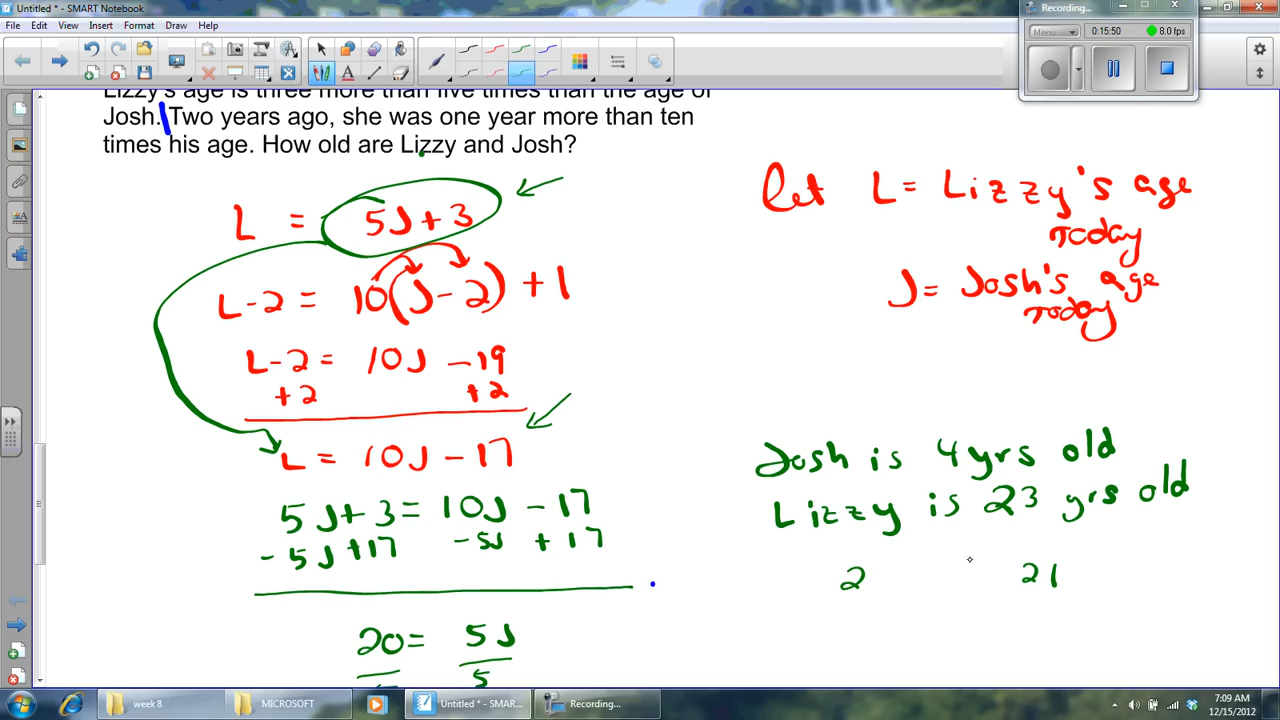 Untitled * - SMART Notebook
Recording...
File Edit View Insert Format Draw Help
Menu
0:15:50
8.0 fps
Lizzy's age is three more than five times than the age of
Josh. Two years ago, she was one year more than ten
times his age. How old are Lizzy and Josh?
L = 5J + 3
L - 2 = 10(J - 2) + 1
L - 2 = 10J - 19
+2 +2
L = 10J - 17
5J + 3 = 10J - 17
- 5J + 17 - 5J + 17
20 = 5J
5
let L = Lizzy's age
today
J = Josh's age
today
Josh is 4 yrs old
Lizzy is 23 yrs old
2 21
week 8
MICROSOFT
Untitled * - SMAR...
Recording...
7:09 AM
12/15/2012